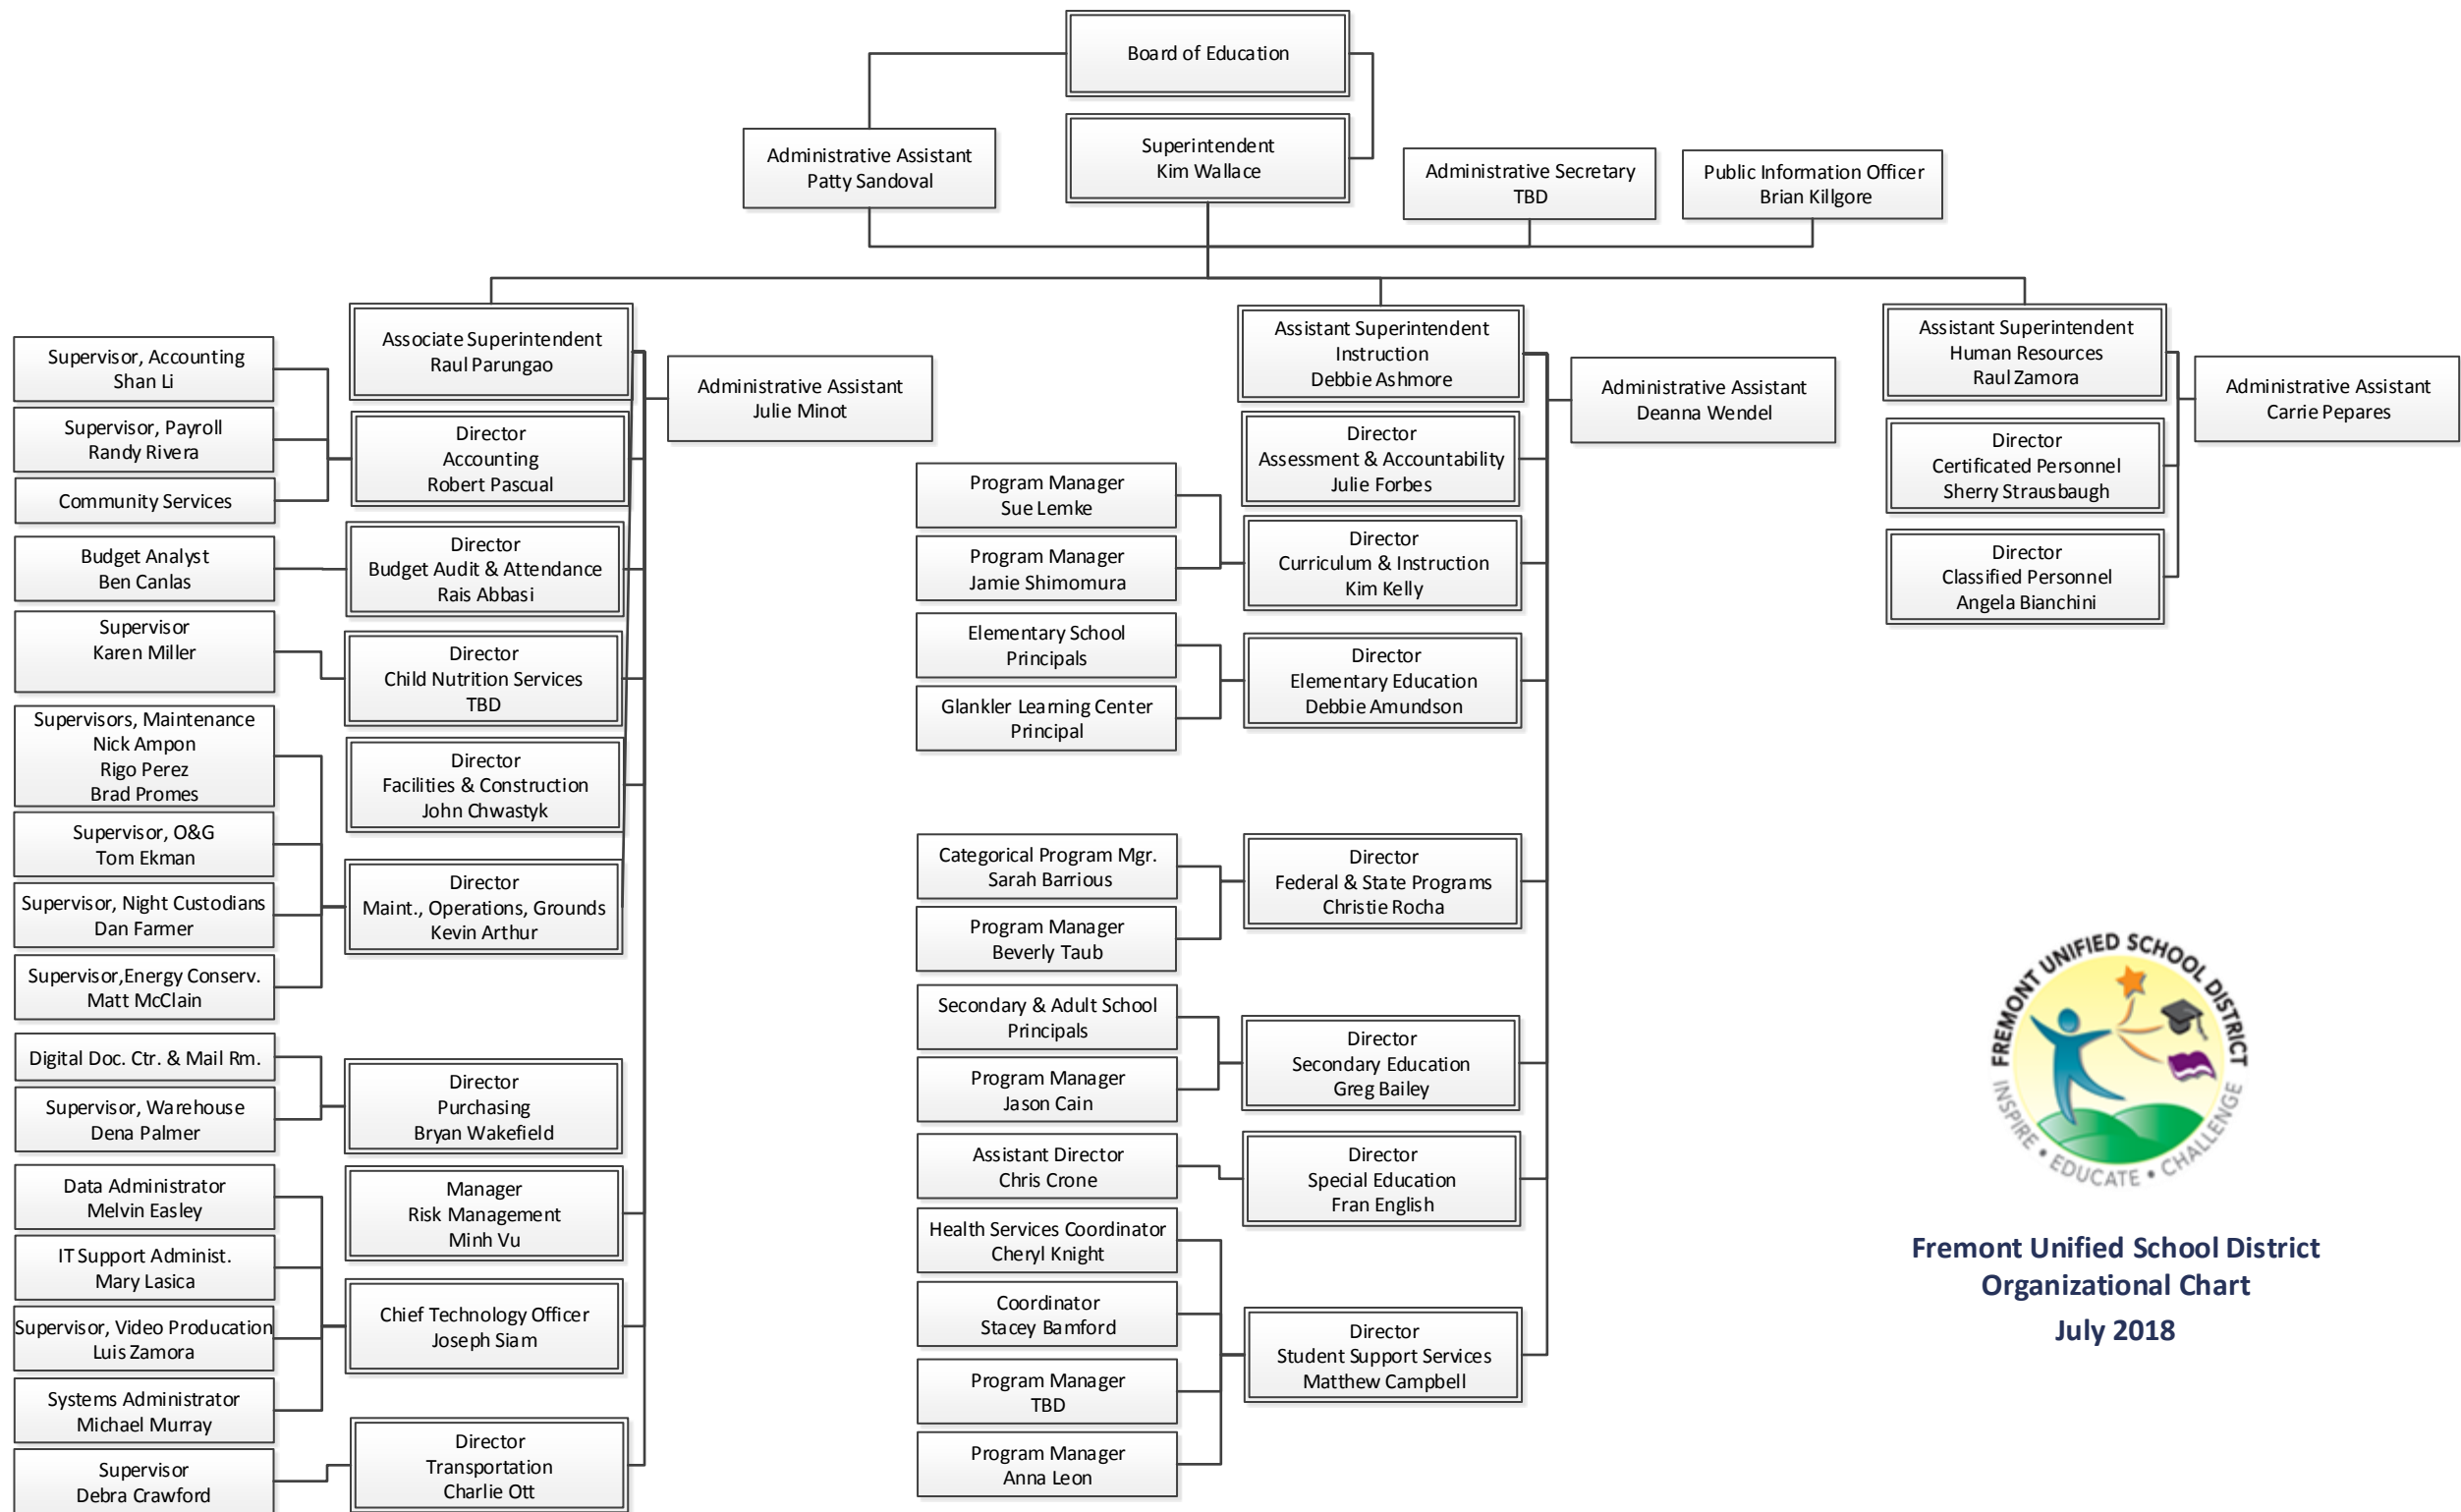 Board of Education
Superintendent
Kim Wallace
Administrative Assistant
Patty Sandoval
Administrative Secretary
TBD
Public Information Officer
Brian Killgore
Associate Superintendent
Raul Parungao
Administrative Assistant
Julie Minot
Supervisor, Accounting
Shan Li
Supervisor, Payroll
Randy Rivera
Community Services
Director
Accounting
Robert Pascual
Budget Analyst
Ben Canlas
Director
Budget Audit & Attendance
Rais Abbasi
Supervisor
Karen Miller
Director
Child Nutrition Services
TBD
Director
Facilities & Construction
John Chwastyk
Supervisors, Maintenance
Nick Ampon
Rigo Perez
Brad Promes
Supervisor, O&G
Tom Ekman
Supervisor, Night Custodians
Dan Farmer
Supervisor,Energy Conserv.
Matt McClain
Director
Maint., Operations, Grounds
Kevin Arthur
Digital Doc. Ctr. & Mail Rm.
Supervisor, Warehouse
Dena Palmer
Director
Purchasing
Bryan Wakefield
Manager
Risk Management
Minh Vu
Data Administrator
Melvin Easley
IT Support Administ.
Mary Lasica
Supervisor, Video Producation
Luis Zamora
Systems Administrator
Michael Murray
Chief Technology Officer
Joseph Siam
Supervisor
Debra Crawford
Director
Transportation
Charlie Ott
Assistant Superintendent
Instruction
Debbie Ashmore
Administrative Assistant
Deanna Wendel
Director
Assessment & Accountability
Julie Forbes
Program Manager
Sue Lemke
Program Manager
Jamie Shimomura
Director
Curriculum & Instruction
Kim Kelly
Elementary School
Principals
Glankler Learning Center
Principal
Director
Elementary Education
Debbie Amundson
Categorical Program Mgr.
Sarah Barrious
Program Manager
Beverly Taub
Director
Federal & State Programs
Christie Rocha
Secondary & Adult School
Principals
Program Manager
Jason Cain
Director
Secondary Education
Greg Bailey
Assistant Director
Chris Crone
Director
Special Education
Fran English
Health Services Coordinator
Cheryl Knight
Coordinator
Stacey Bamford
Program Manager
TBD
Program Manager
Anna Leon
Director
Student Support Services
Matthew Campbell
Assistant Superintendent
Human Resources
Raul Zamora
Administrative Assistant
Carrie Pepares
Director
Certificated Personnel
Sherry Strausbaugh
Director
Classified Personnel
Angela Bianchini
FREMONT UNIFIED SCHOOL DISTRICT
INSPIRE • EDUCATE • CHALLENGE
Fremont Unified School District
Organizational Chart
July 2018